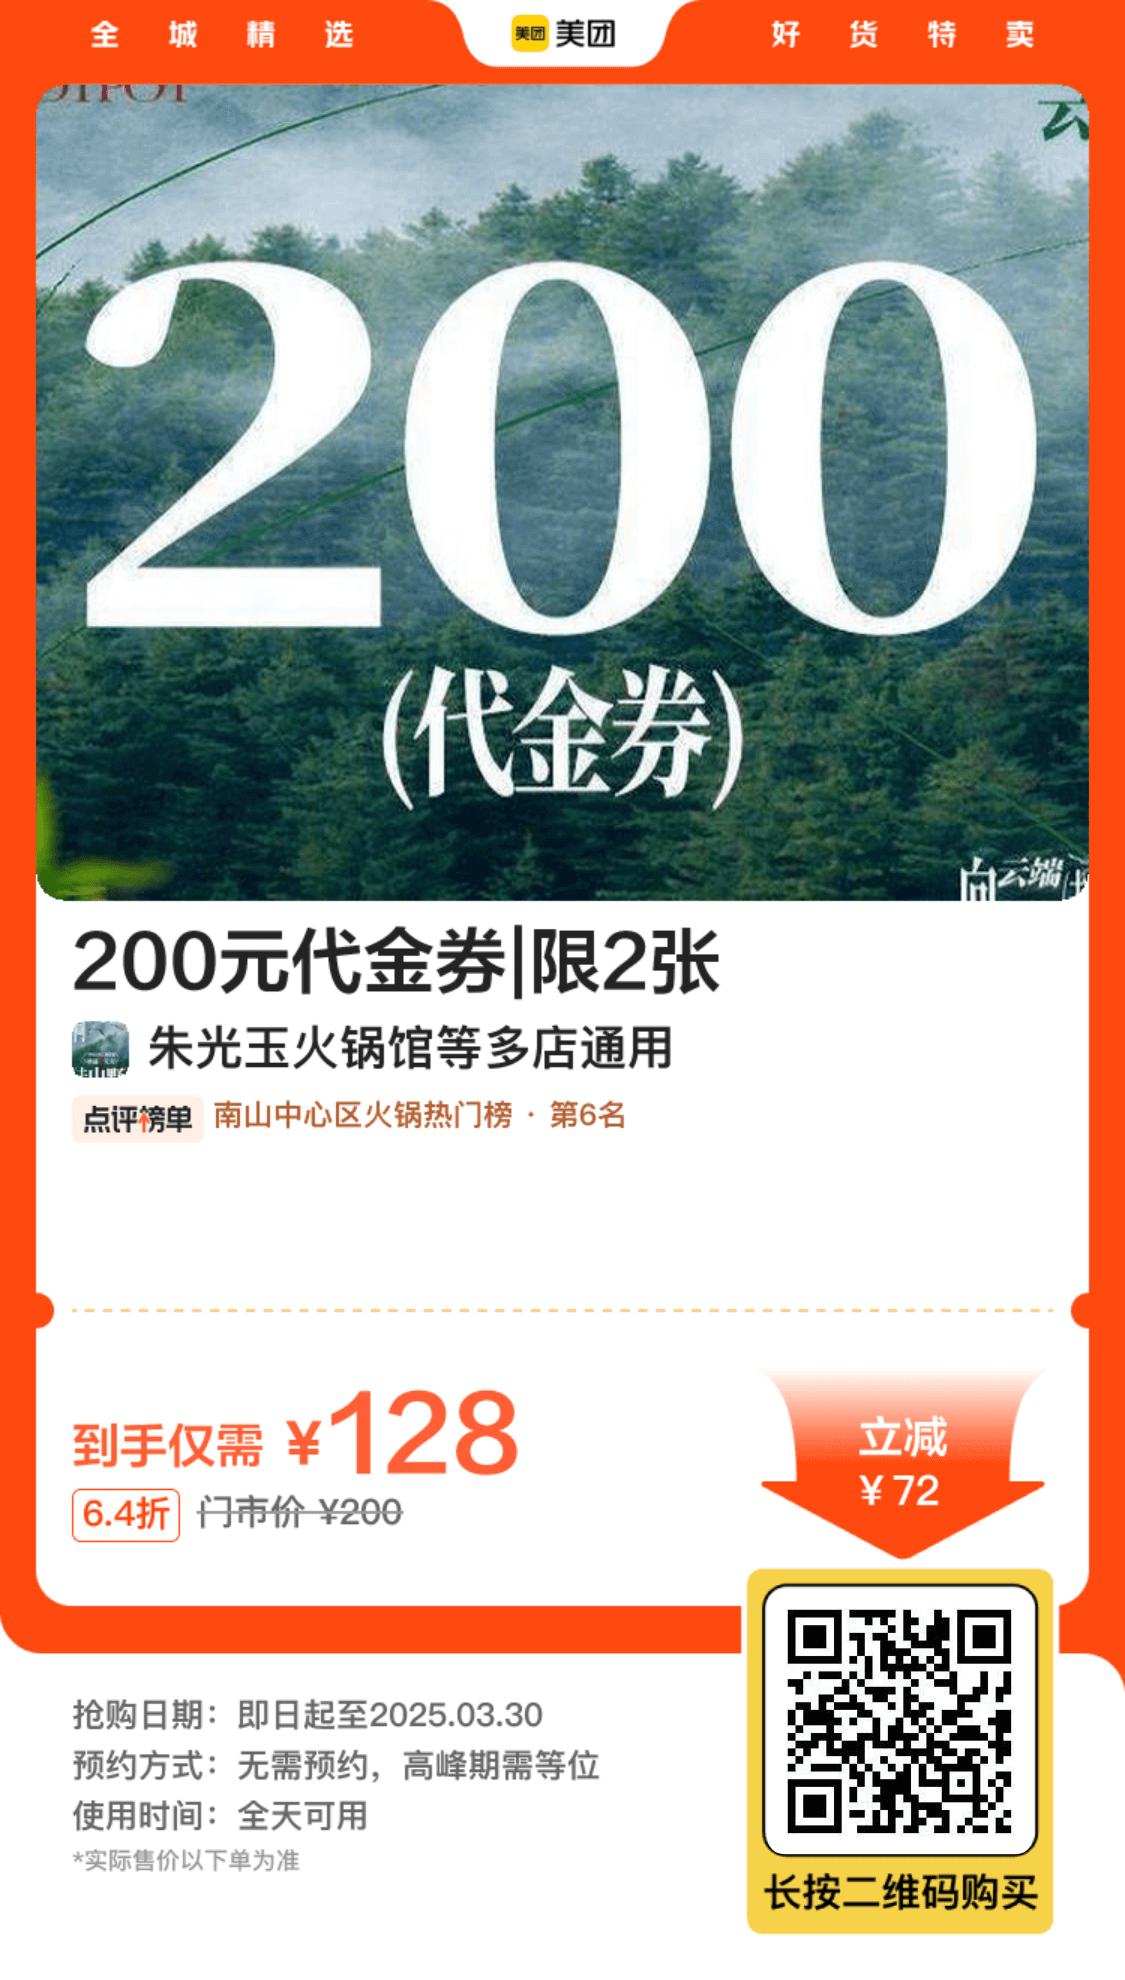 全城精选
美团 美团
好货特卖
200
(代金券)
向云端
200元代金券|限2张
朱光玉火锅馆等多店通用
点评榜单 南山中心区火锅热门榜 · 第6名
到手仅需 ¥128
6.4折 门市价 ¥200
立减
¥72
抢购日期：即日起至2025.03.30
预约方式：无需预约，高峰期需等位
使用时间：全天可用
*实际售价以下单为准
长按二维码购买